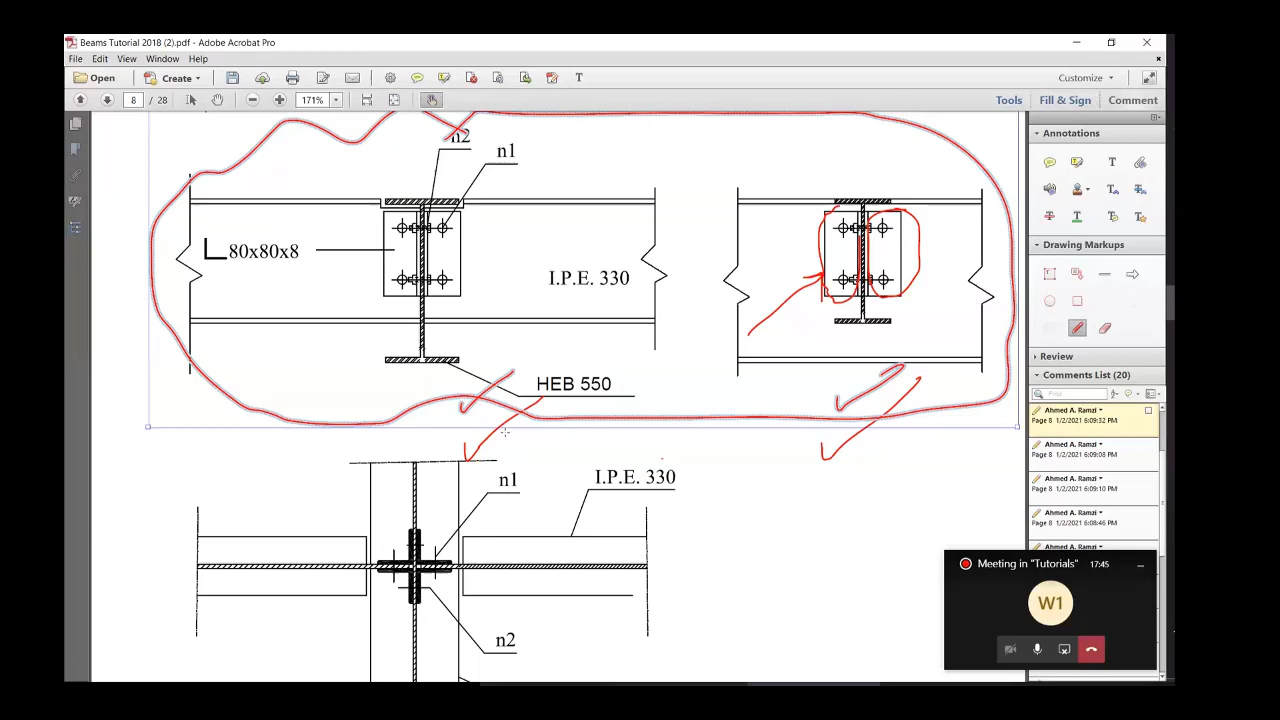 Beams Tutorial 2018 (2).pdf - Adobe Acrobat Pro
File Edit View Window Help
Open Create Customize
8 / 28 171% Tools Fill & Sign Comment
Annotations
n2
n1
80x80x8
I.P.E. 330
HEB 550
n1
I.P.E. 330
n2
Drawing Markups
Review
Comments List (20)
Find
Ahmed A. Ramzi
Page 8 1/2/2021 6:09:32 PM
Ahmed A. Ramzi
Page 8 1/2/2021 6:09:08 PM
Ahmed A. Ramzi
Page 8 1/2/2021 6:09:10 PM
Ahmed A. Ramzi
Page 8 1/2/2021 6:08:46 PM
Ahmed A. Ramzi
Meeting in "Tutorials" 17:45
W1